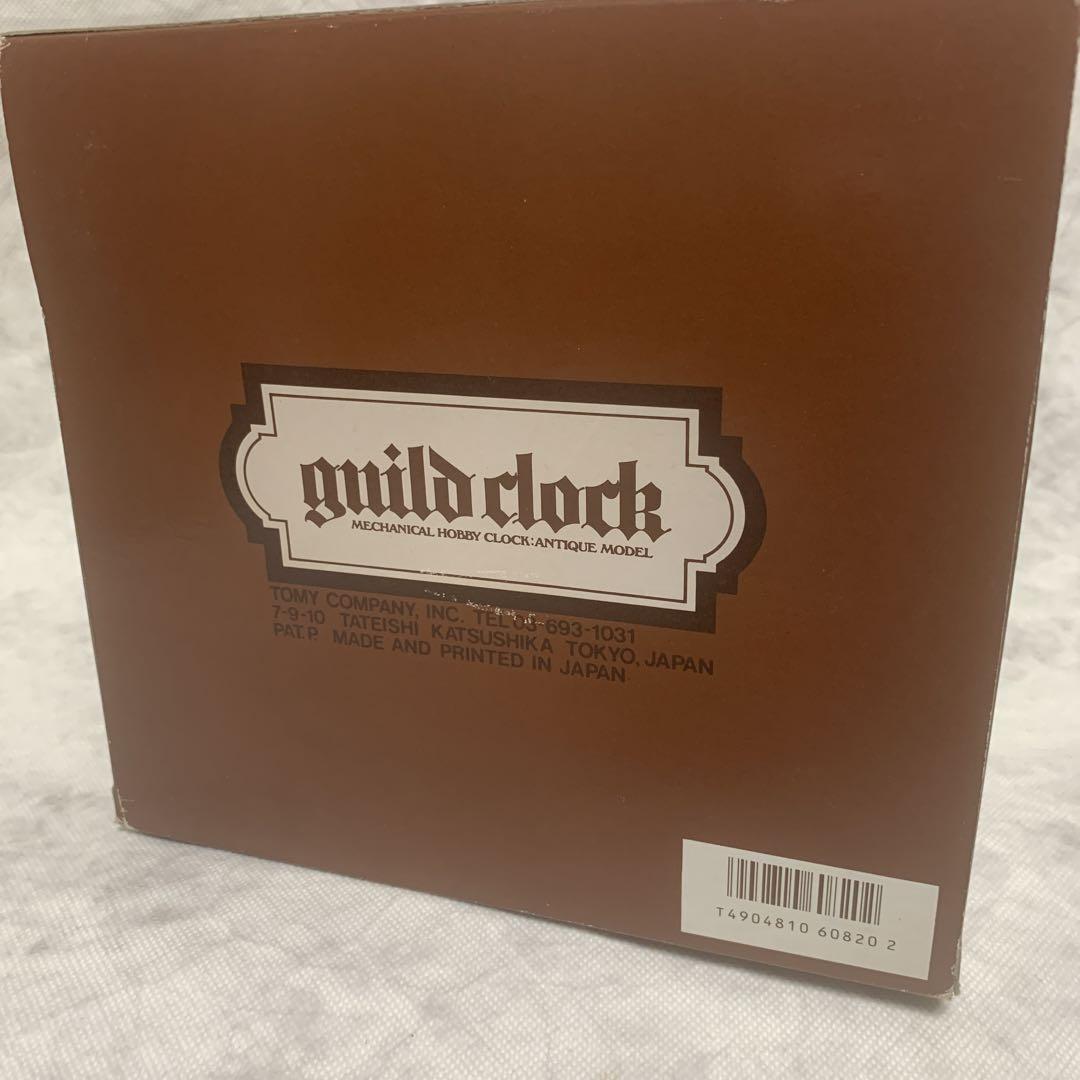 guild clock
MECHANICAL HOBBY CLOCK:ANTIQUE MODEL
TOMY COMPANY, INC. TEL 03-693-1031
7-9-10 TATEISHI KATSUSHIKA TOKYO, JAPAN
PAT.P. MADE AND PRINTED IN JAPAN
T4904810 60820 2